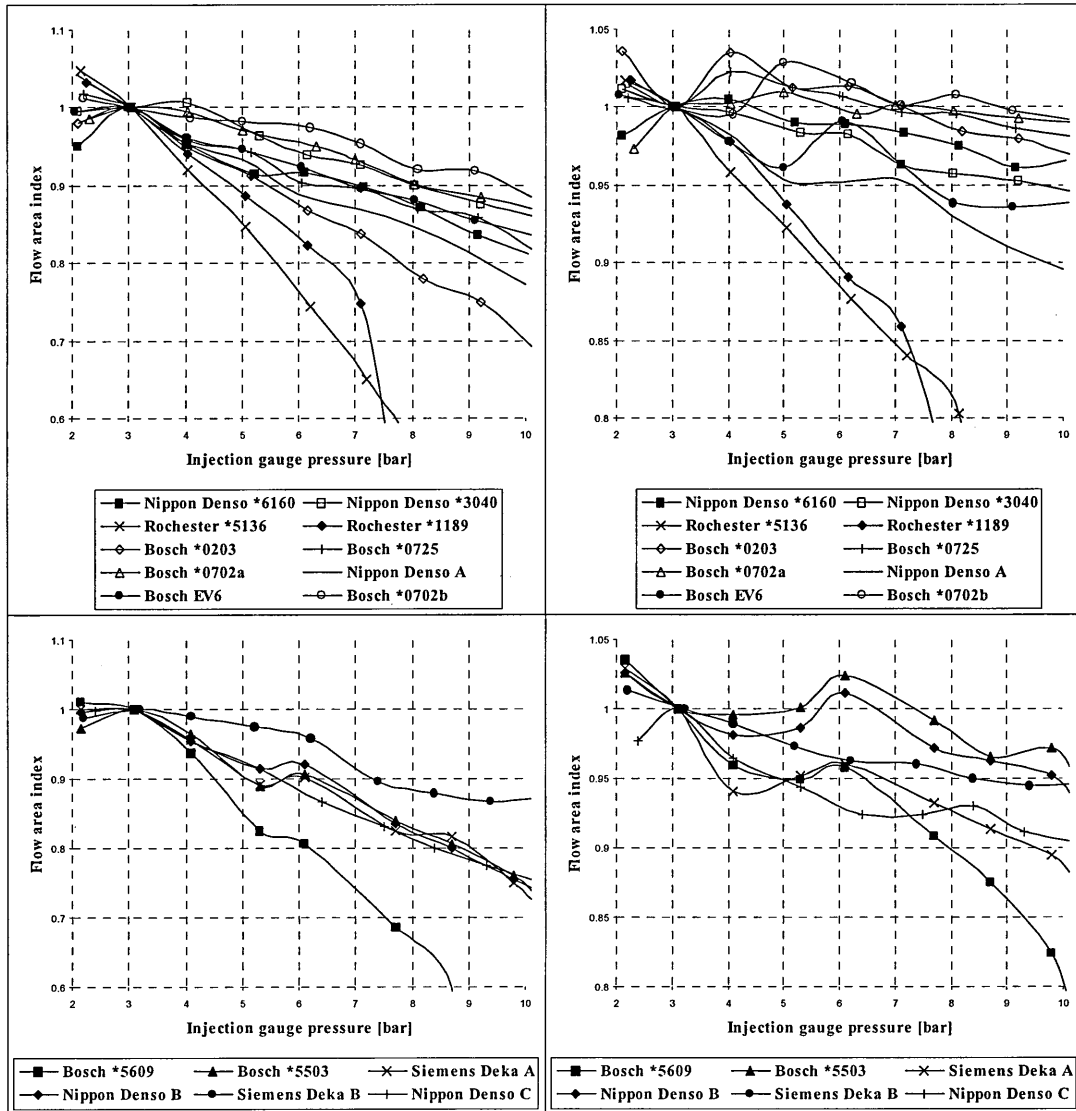 1.1
1
0.9
0.8
0.7
0.6
Flow area index
2 3 4 5 6 7 8 9 10
Injection gauge pressure [bar]
Nippon Denso *6160 Nippon Denso *3040
Rochester *5136 Rochester *1189
Bosch *0203 Bosch *0725
Bosch *0702a Nippon Denso A
Bosch EV6 Bosch *0702b
1.05
1
0.95
0.9
0.85
0.8
Flow area index
2 3 4 5 6 7 8 9 10
Injection gauge pressure [bar]
Nippon Denso *6160 Nippon Denso *3040
Rochester *5136 Rochester *1189
Bosch *0203 Bosch *0725
Bosch *0702a Nippon Denso A
Bosch EV6 Bosch *0702b
1.1
1
0.9
0.8
0.7
0.6
Flow area index
2 3 4 5 6 7 8 9 10
Injection gauge pressure [bar]
Bosch *5609 Bosch *5503 Siemens Deka A
Nippon Denso B Siemens Deka B Nippon Denso C
1.05
1
0.95
0.9
0.85
0.8
Flow area index
2 3 4 5 6 7 8 9 10
Injection gauge pressure [bar]
Bosch *5609 Bosch *5503 Siemens Deka A
Nippon Denso B Siemens Deka B Nippon Denso C